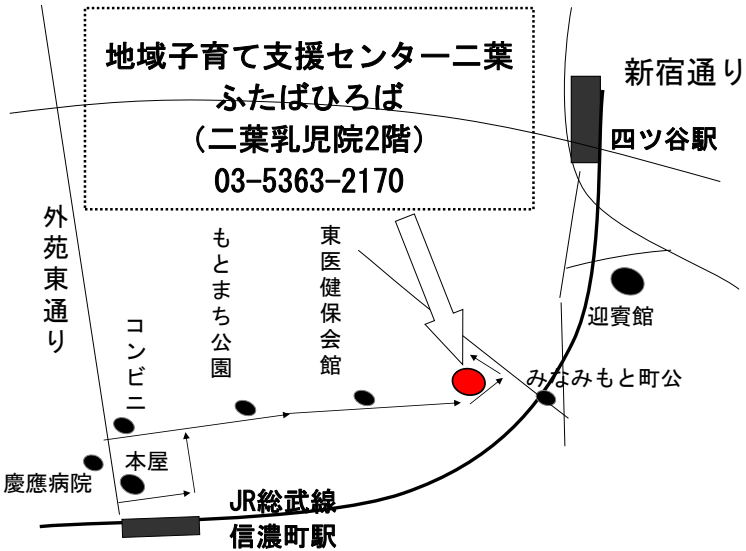 地域子育て支援センター二葉
ふたばひろば
(二葉乳児院2階)
03-5363-2170
新宿通り
四ツ谷駅
外苑東通り
もとまち公園
東医健保会館
コンビニ
迎賓館
みなみもと町公
本屋
慶應病院
JR総武線
信濃町駅